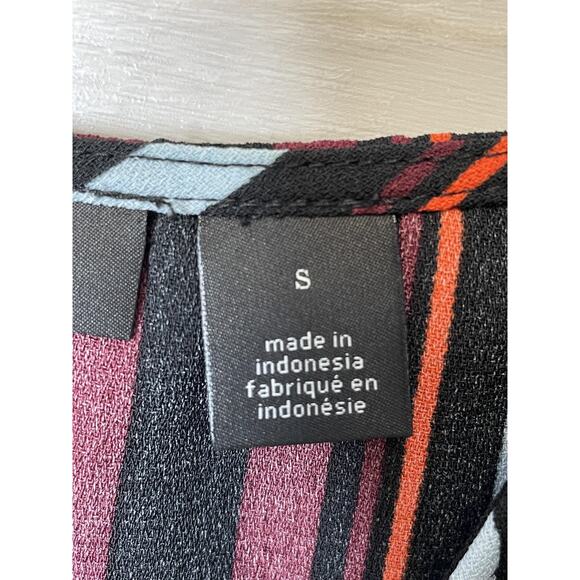 S
made in
indonesia
fabriqué en
indonésie